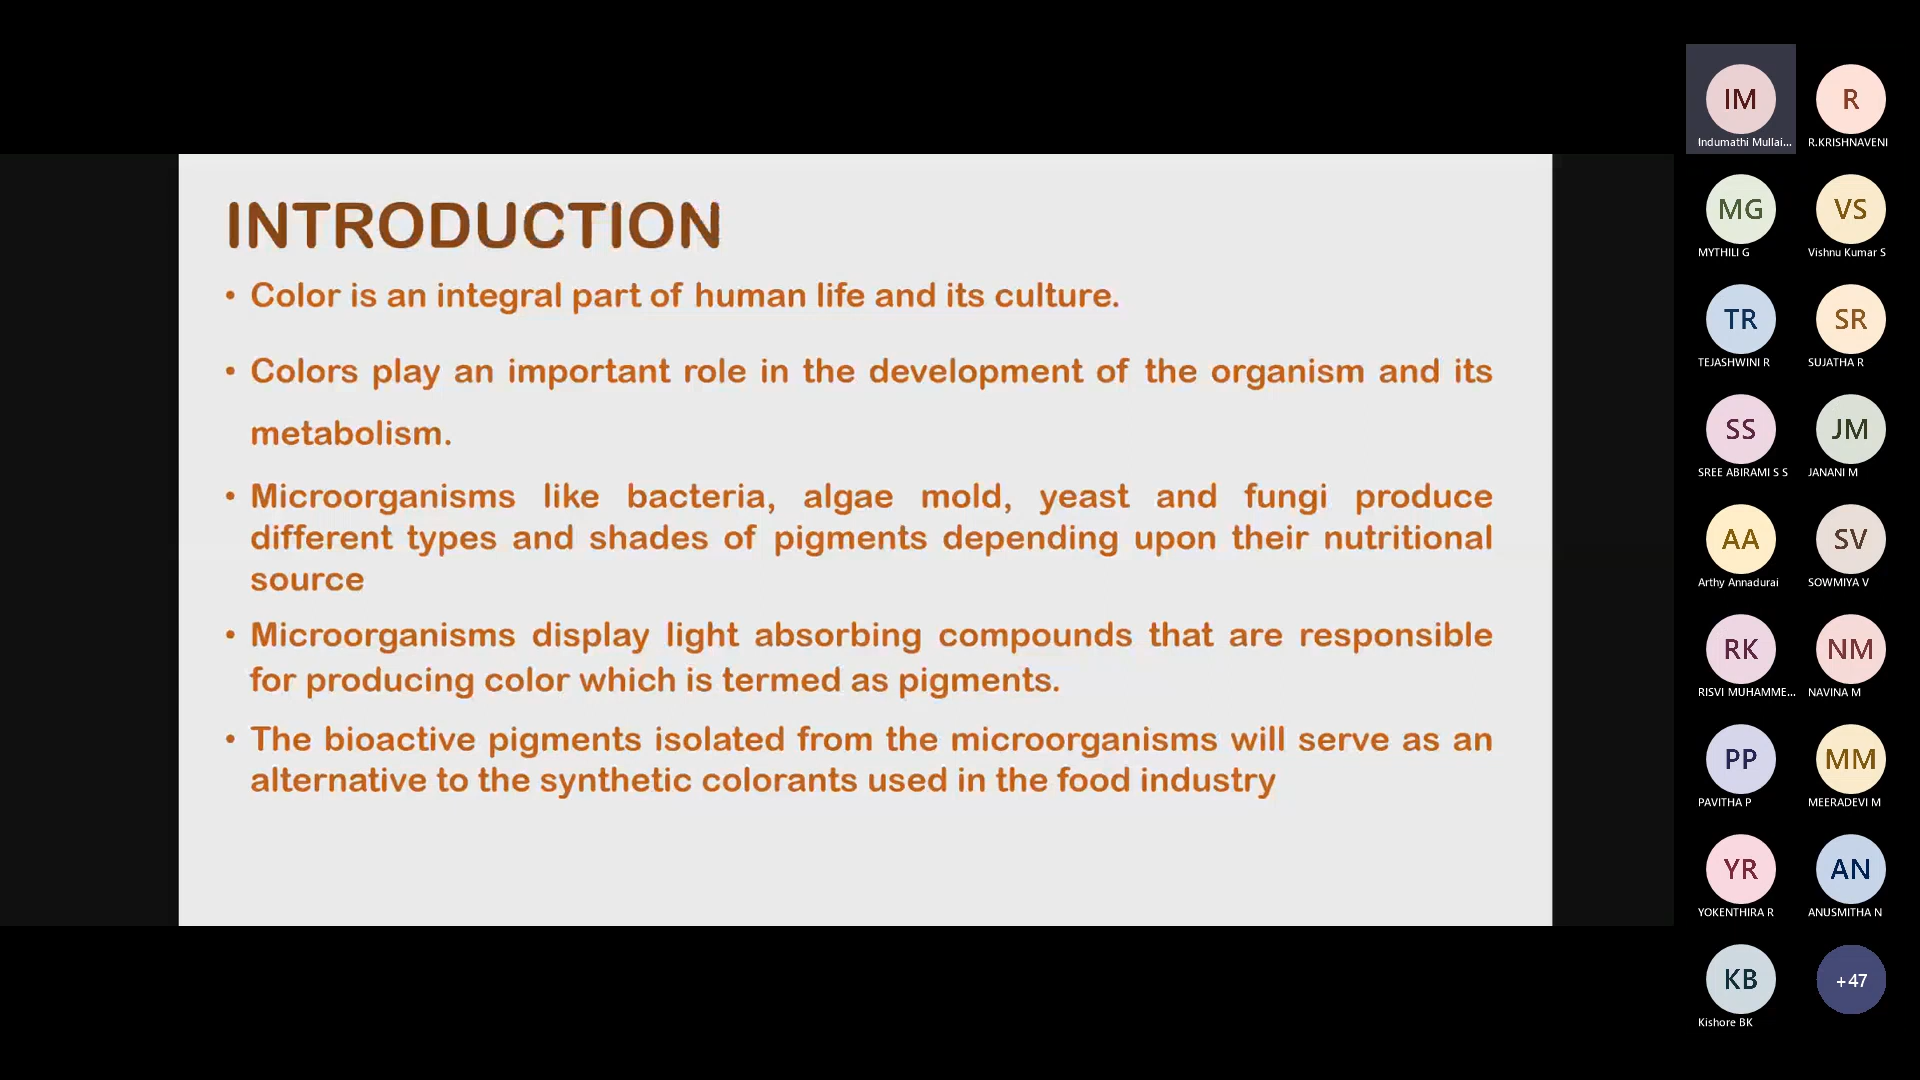 INTRODUCTION
• Color is an integral part of human life and its culture.
• Colors play an important role in the development of the organism and its
metabolism.
• Microorganisms like bacteria, algae mold, yeast and fungi produce
different types and shades of pigments depending upon their nutritional
source
• Microorganisms display light absorbing compounds that are responsible
for producing color which is termed as pigments.
• The bioactive pigments isolated from the microorganisms will serve as an
alternative to the synthetic colorants used in the food industry
IM
R
Indumathi Mullai...
R.KRISHNAVENI
MG
VS
MYTHILI G
Vishnu Kumar S
TR
SR
TEJASHWINI R
SUJATHA R
SS
JM
SREE ABIRAMI S S
JANANI M
AA
SV
Arthy Annadurai
SOWMIYA V
RK
NM
RISVI MUHAMME...
NAVINA M
PP
MM
PAVITHA P
MEERADEVI M
YR
AN
YOKENTHIRA R
ANUSMITHA N
KB
+47
Kishore BK